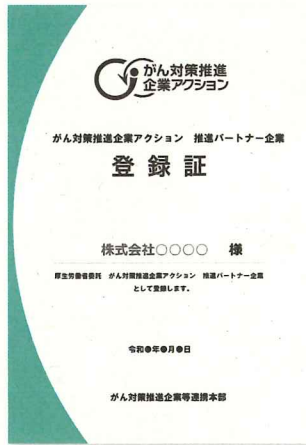 がん対策推進
企業アクション
がん対策推進企業アクション 推進パートナー企業
登録証
株式会社○○○○ 様
厚生労働省委託 がん対策推進企業アクション 推進パートナー企業
として登録します。
令和●年●月●日
がん対策推進企業等連携本部